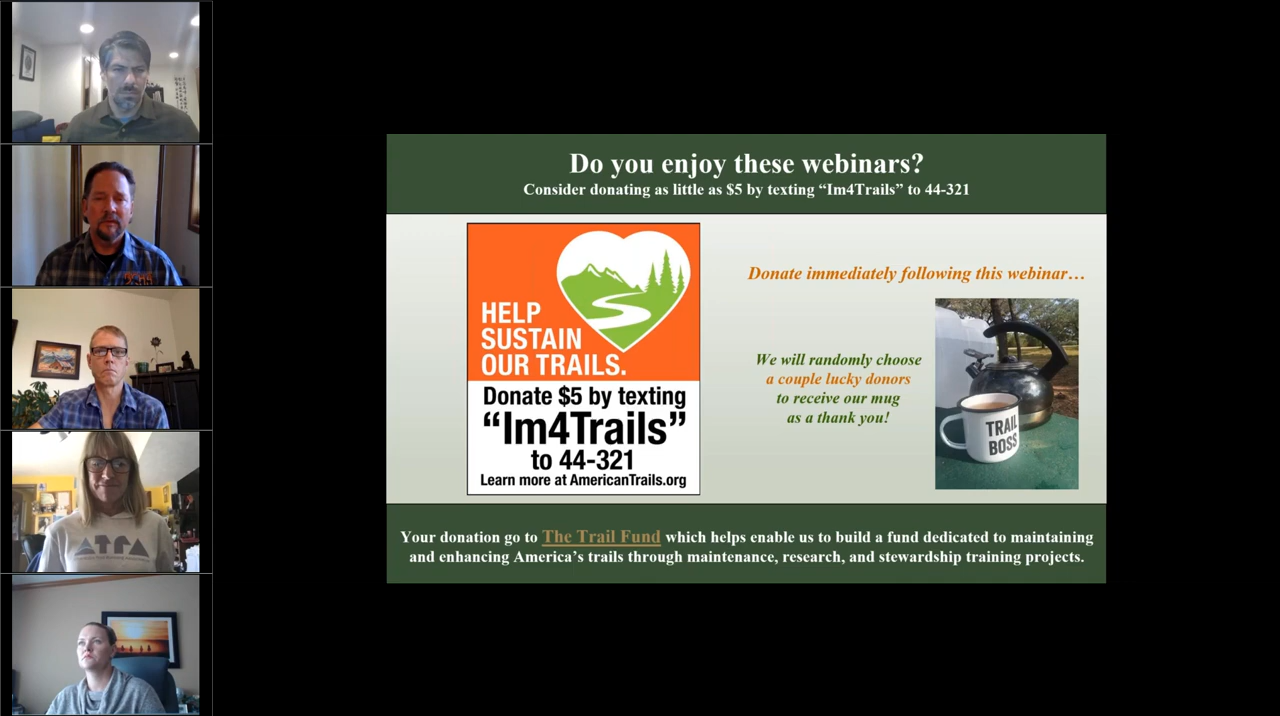 Do you enjoy these webinars?
Consider donating as little as $5 by texting “Im4Trails” to 44-321
HELP
SUSTAIN
OUR TRAILS.
Donate $5 by texting
“Im4Trails”
to 44-321
Learn more at AmericanTrails.org
Donate immediately following this webinar…
We will randomly choose
a couple lucky donors
to receive our mug
as a thank you!
TRAIL
BOSS
Your donation go to The Trail Fund which helps enable us to build a fund dedicated to maintaining
and enhancing America’s trails through maintenance, research, and stewardship training projects.
ATFA